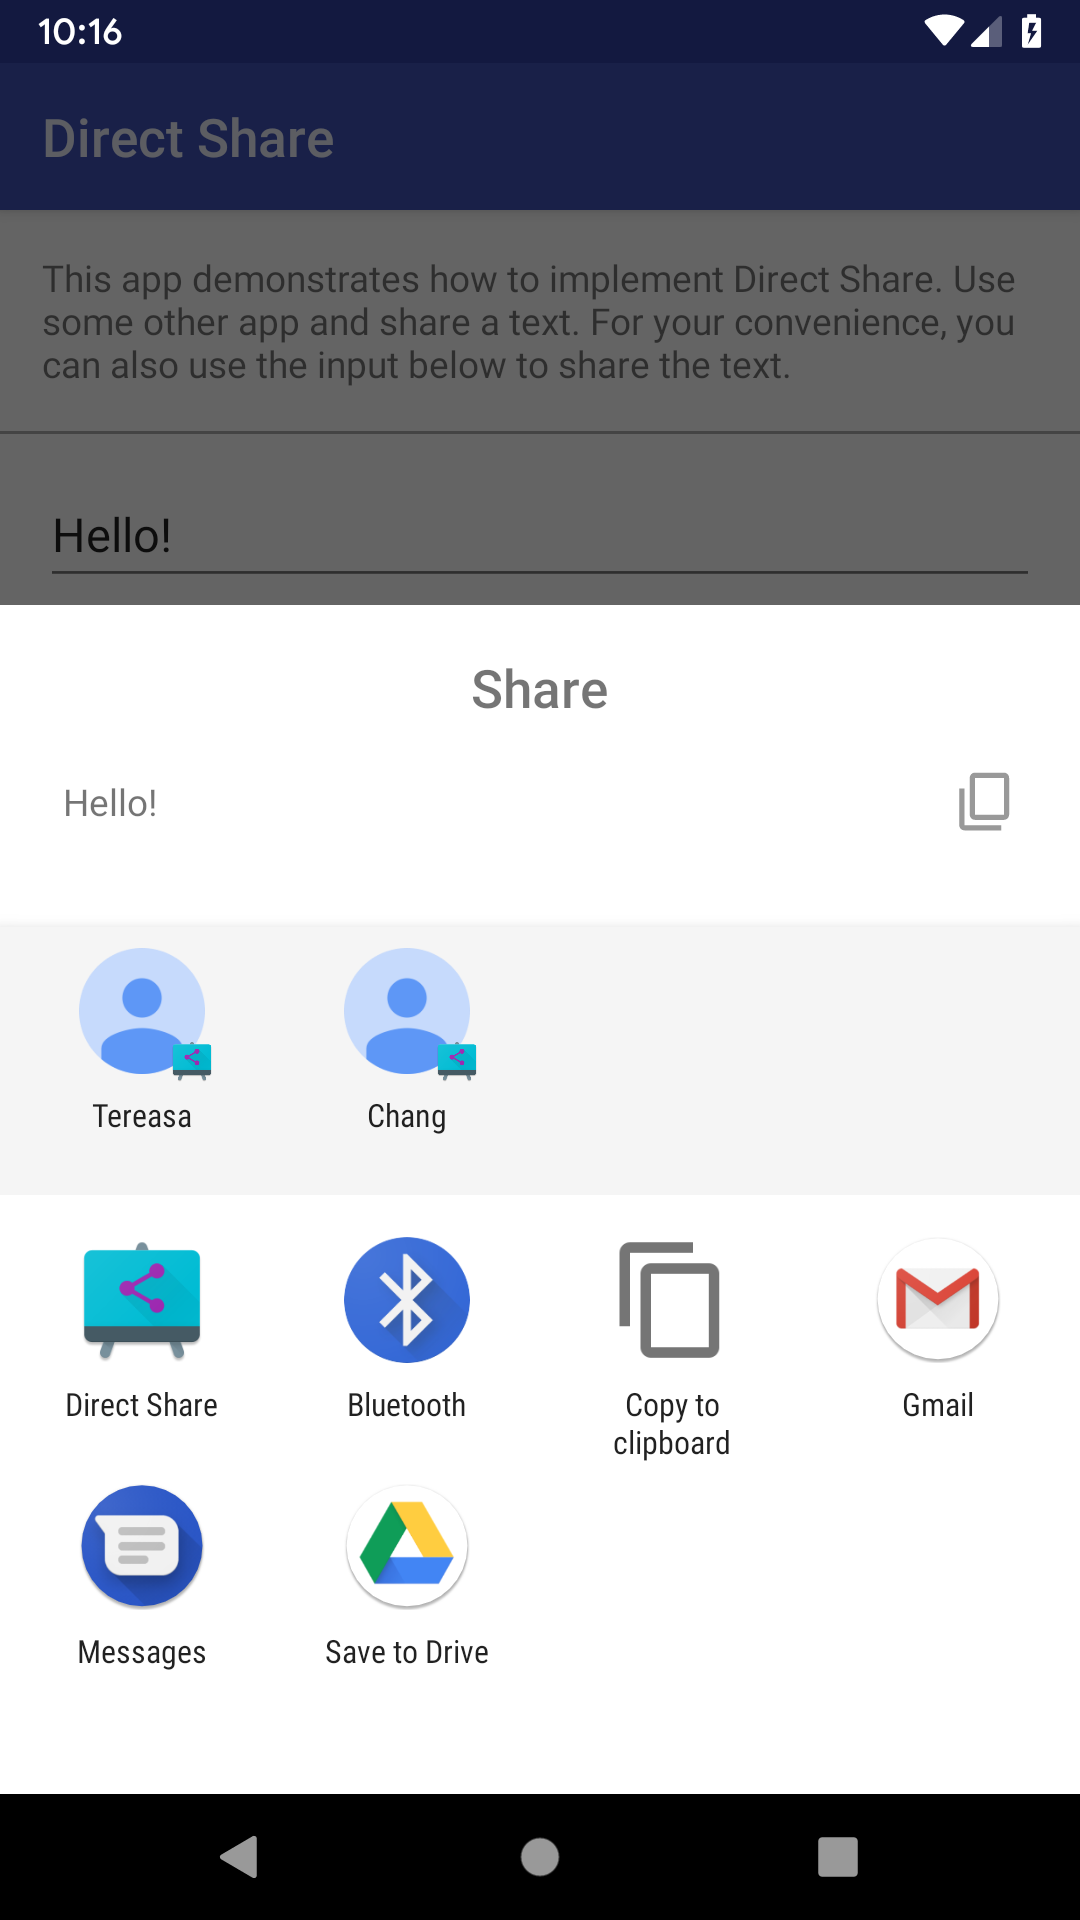 10:16
Direct Share
This app demonstrates how to implement Direct Share. Use
some other app and share a text. For your convenience, you
can also use the input below to share the text.
Hello!
Share
Hello!
Tereasa
Chang
Direct Share
Bluetooth
Copy to
clipboard
Gmail
Messages
Save to Drive